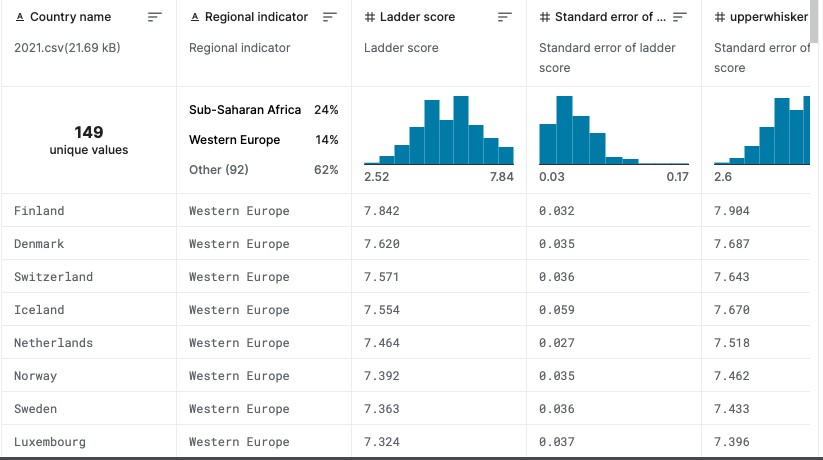 Country name Regional indicator Ladder score Standard error of ... upperwhisker
2021.csv(21.69 kB) Regional indicator Ladder score Standard error of ladder score Standard error of score
149 unique values
Sub-Saharan Africa 24%
Western Europe 14%
Other (92) 62%
2.52 7.84 0.03 0.17 2.6
Finland Western Europe 7.842 0.032 7.904
Denmark Western Europe 7.620 0.035 7.687
Switzerland Western Europe 7.571 0.036 7.643
Iceland Western Europe 7.554 0.059 7.670
Netherlands Western Europe 7.464 0.027 7.518
Norway Western Europe 7.392 0.035 7.462
Sweden Western Europe 7.363 0.036 7.433
Luxembourg Western Europe 7.324 0.037 7.396